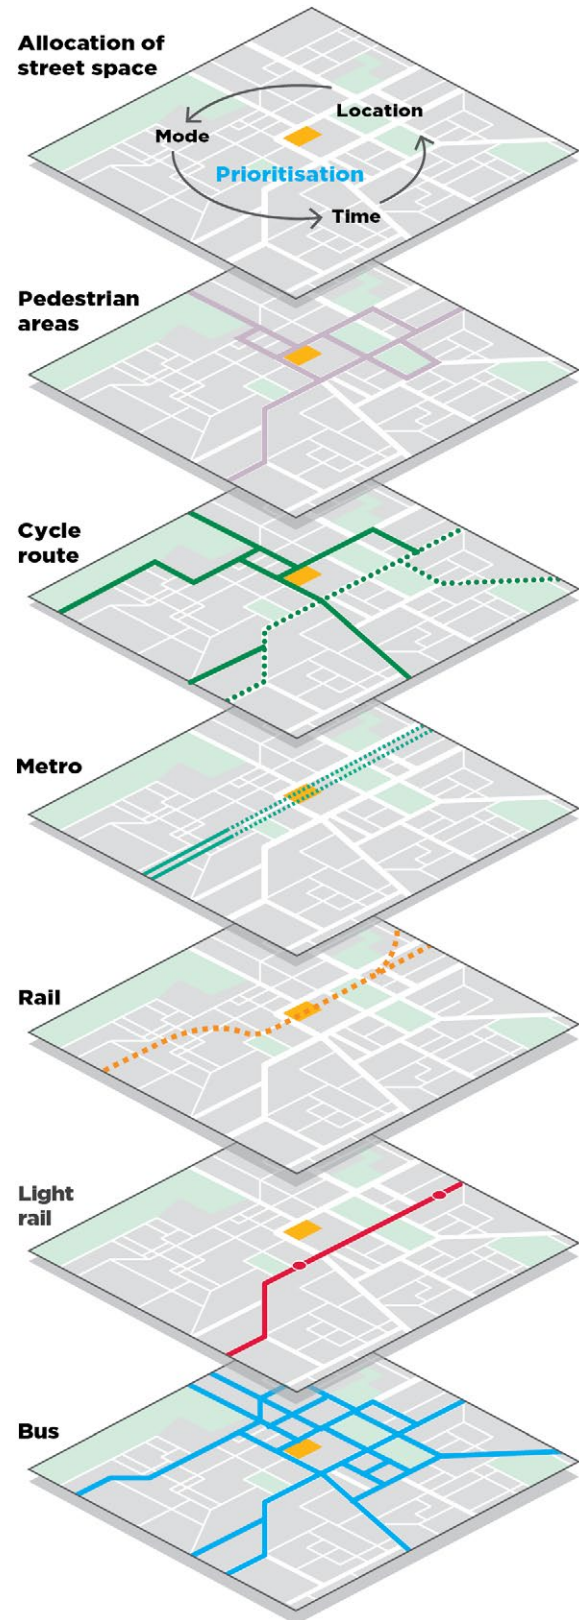 Allocation of
street space
Location
Mode
Prioritisation
Time
Pedestrian
areas
Cycle
route
Metro
Rail
Light
rail
Bus